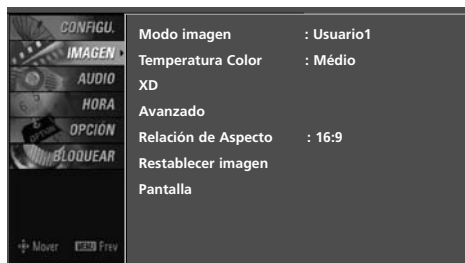 CONFIGU.
IMAGEN
AUDIO
HORA
OPCIÓN
BLOQUEAR
Mover MENU Prev
Modo imagen : Usuario1
Temperatura Color : Médio
XD
Avanzado
Relación de Aspecto : 16:9
Restablecer imagen
Pantalla